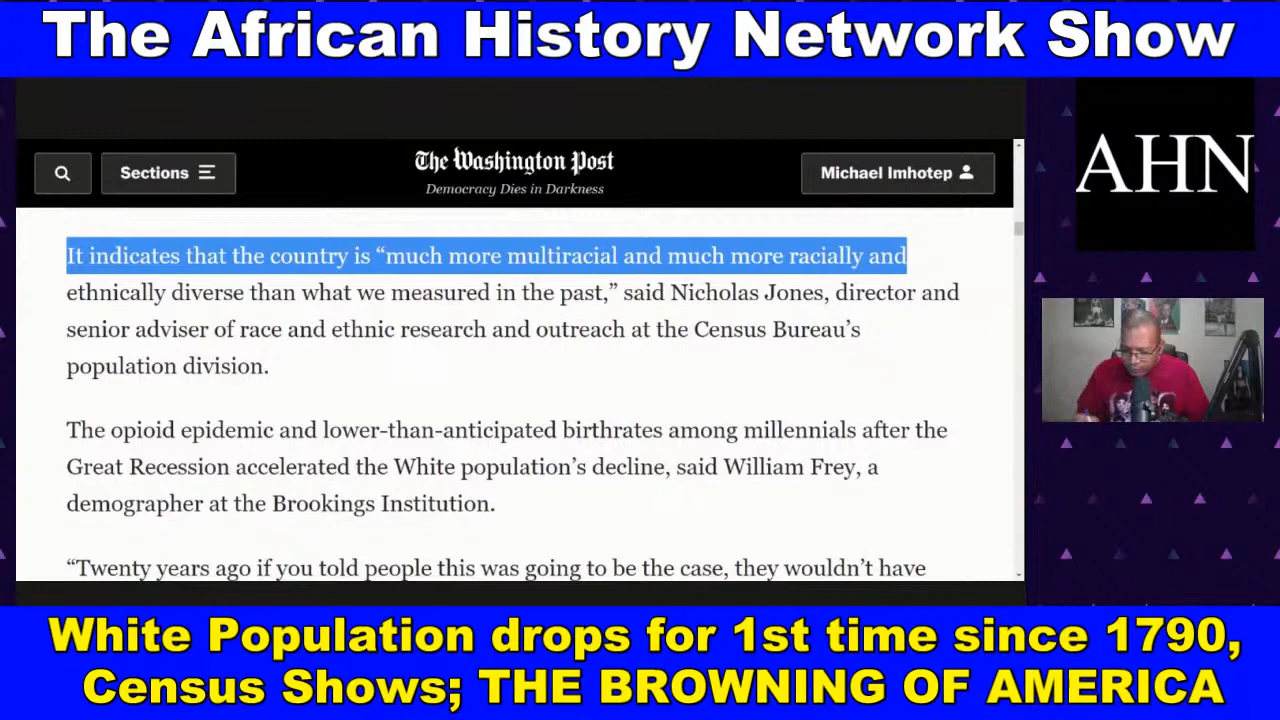 The African History Network Show
Sections
The Washington Post
Democracy Dies in Darkness
Michael Imhotep
AHN
It indicates that the country is “much more multiracial and much more racially and
ethnically diverse than what we measured in the past,” said Nicholas Jones, director and
senior adviser of race and ethnic research and outreach at the Census Bureau’s
population division.
The opioid epidemic and lower-than-anticipated birthrates among millennials after the
Great Recession accelerated the White population’s decline, said William Frey, a
demographer at the Brookings Institution.
“Twenty years ago if you told people this was going to be the case, they wouldn’t have
White Population drops for 1st time since 1790,
Census Shows; THE BROWNING OF AMERICA